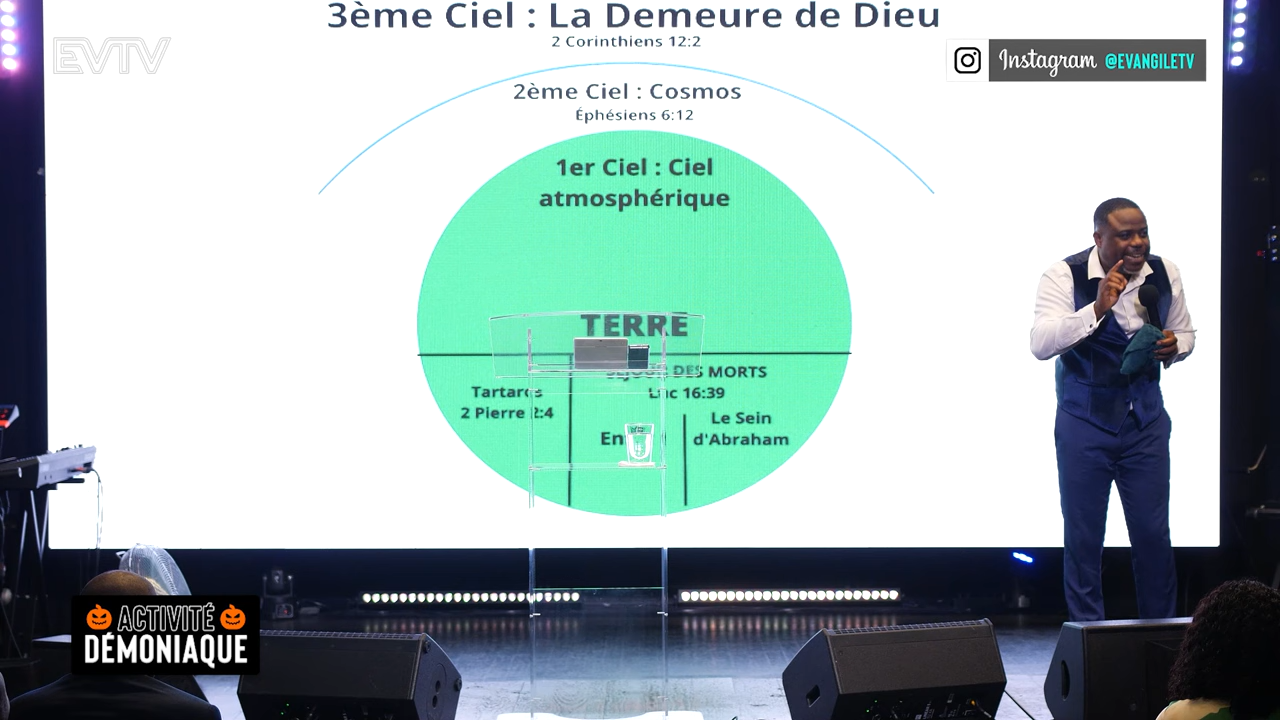 3ème Ciel : La Demeure de Dieu
2 Corinthiens 12:2
EVTV
Instagram @EVANGILETV
2ème Ciel : Cosmos
Éphésiens 6:12
1er Ciel : Ciel
atmosphérique
TERRE
SÉJOUR DES MORTS
Luc 16:39
Tartares
2 Pierre 2:4
Le Sein
d'Abraham
ACTIVITÉ
DÉMONIAQUE